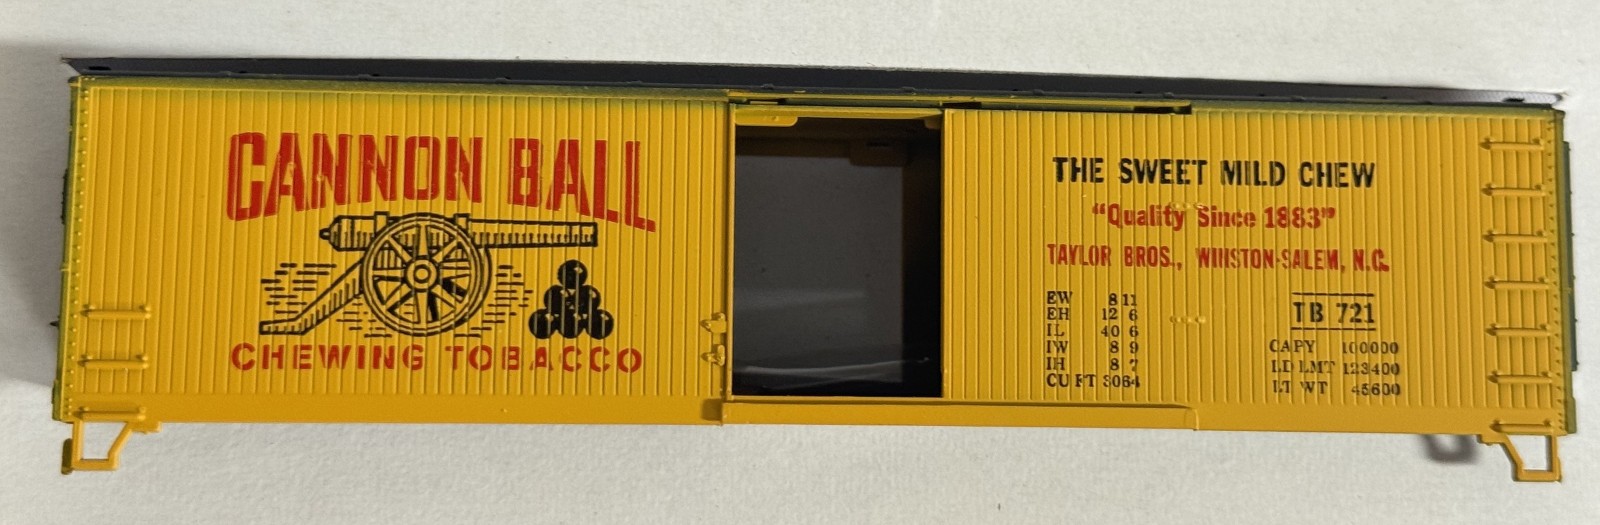 CANNON BALL
CHEWING TOBACCO
THE SWEET MILD CHEW
"Quality Since 1883"
TAYLOR BROS., WINSTON-SALEM, N.C.
EW 8 11
EH 12 6
IL 40 6
IW 8 9
IH 8 7
CU FT 3064
TB 721
CAPY 100000
LD LMT 123400
LT WT 45600